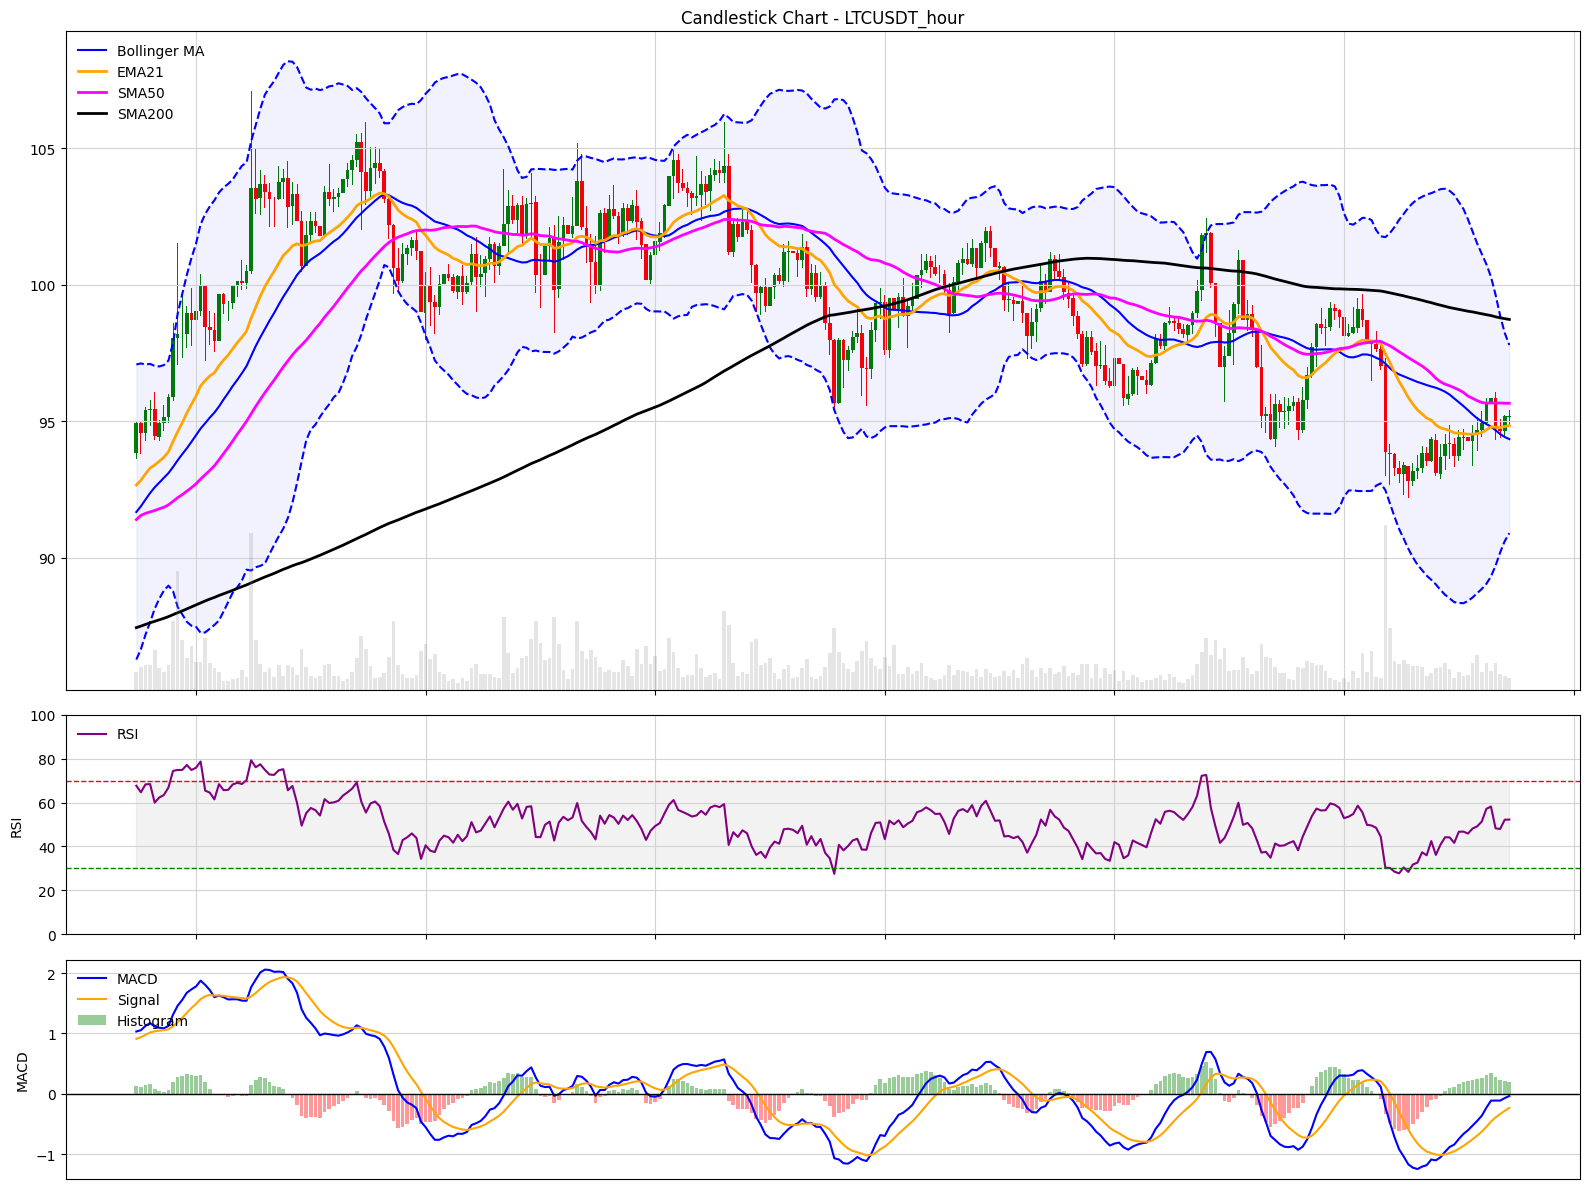 Candlestick Chart - LTCUSDT_hour
Bollinger MA
EMA21
SMA50
SMA200
105
100
95
90
RSI
100
80
60
40
20
0
RSI
MACD
Signal
Histogram
2
1
0
−1
MACD